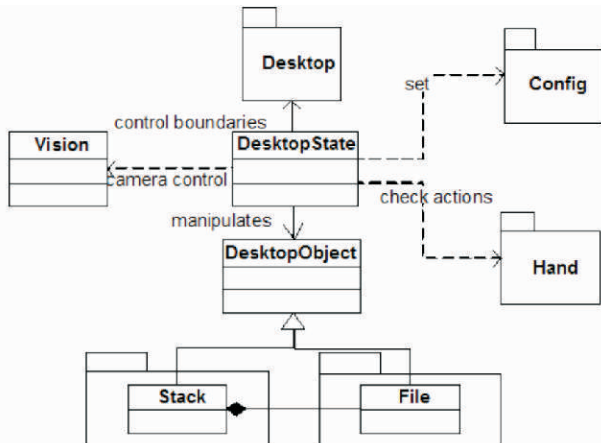 Desktop
set
Config
control boundaries
Vision
DesktopState
camera control
check actions
manipulates
DesktopObject
Hand
Stack
File